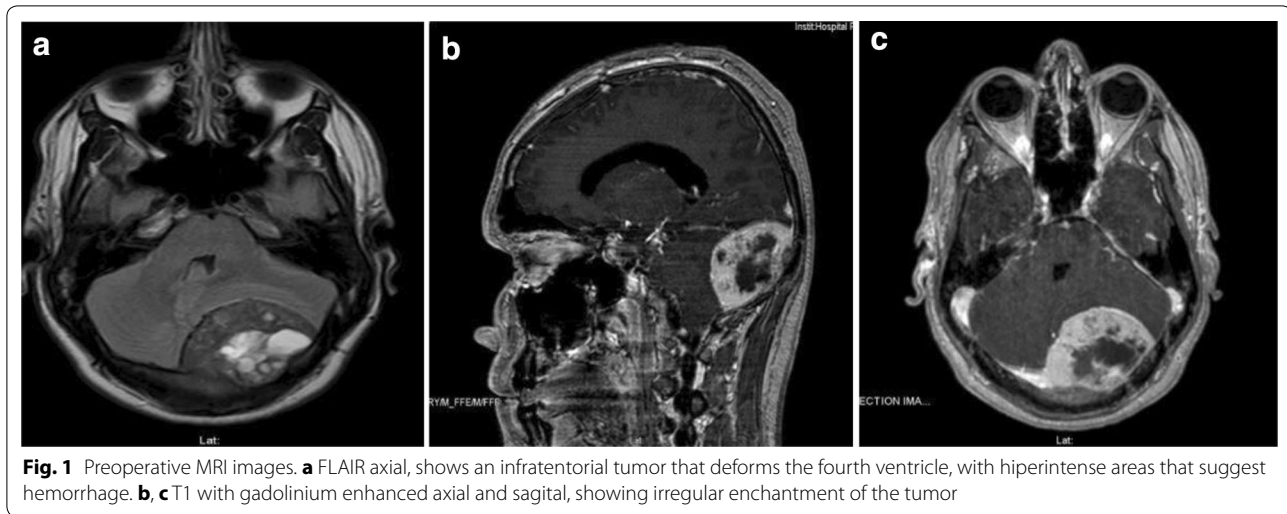 a
b
c
Instit:Hospital F
RY/M_FFE/M/FFE
ECTION IMA...
Lat:
Lat:
Lat:
Fig. 1 Preoperative MRI images. a FLAIR axial, shows an infratentorial tumor that deforms the fourth ventricle, with hiperintense areas that suggest
hemorrhage. b, c T1 with gadolinium enhanced axial and sagital, showing irregular enchantment of the tumor